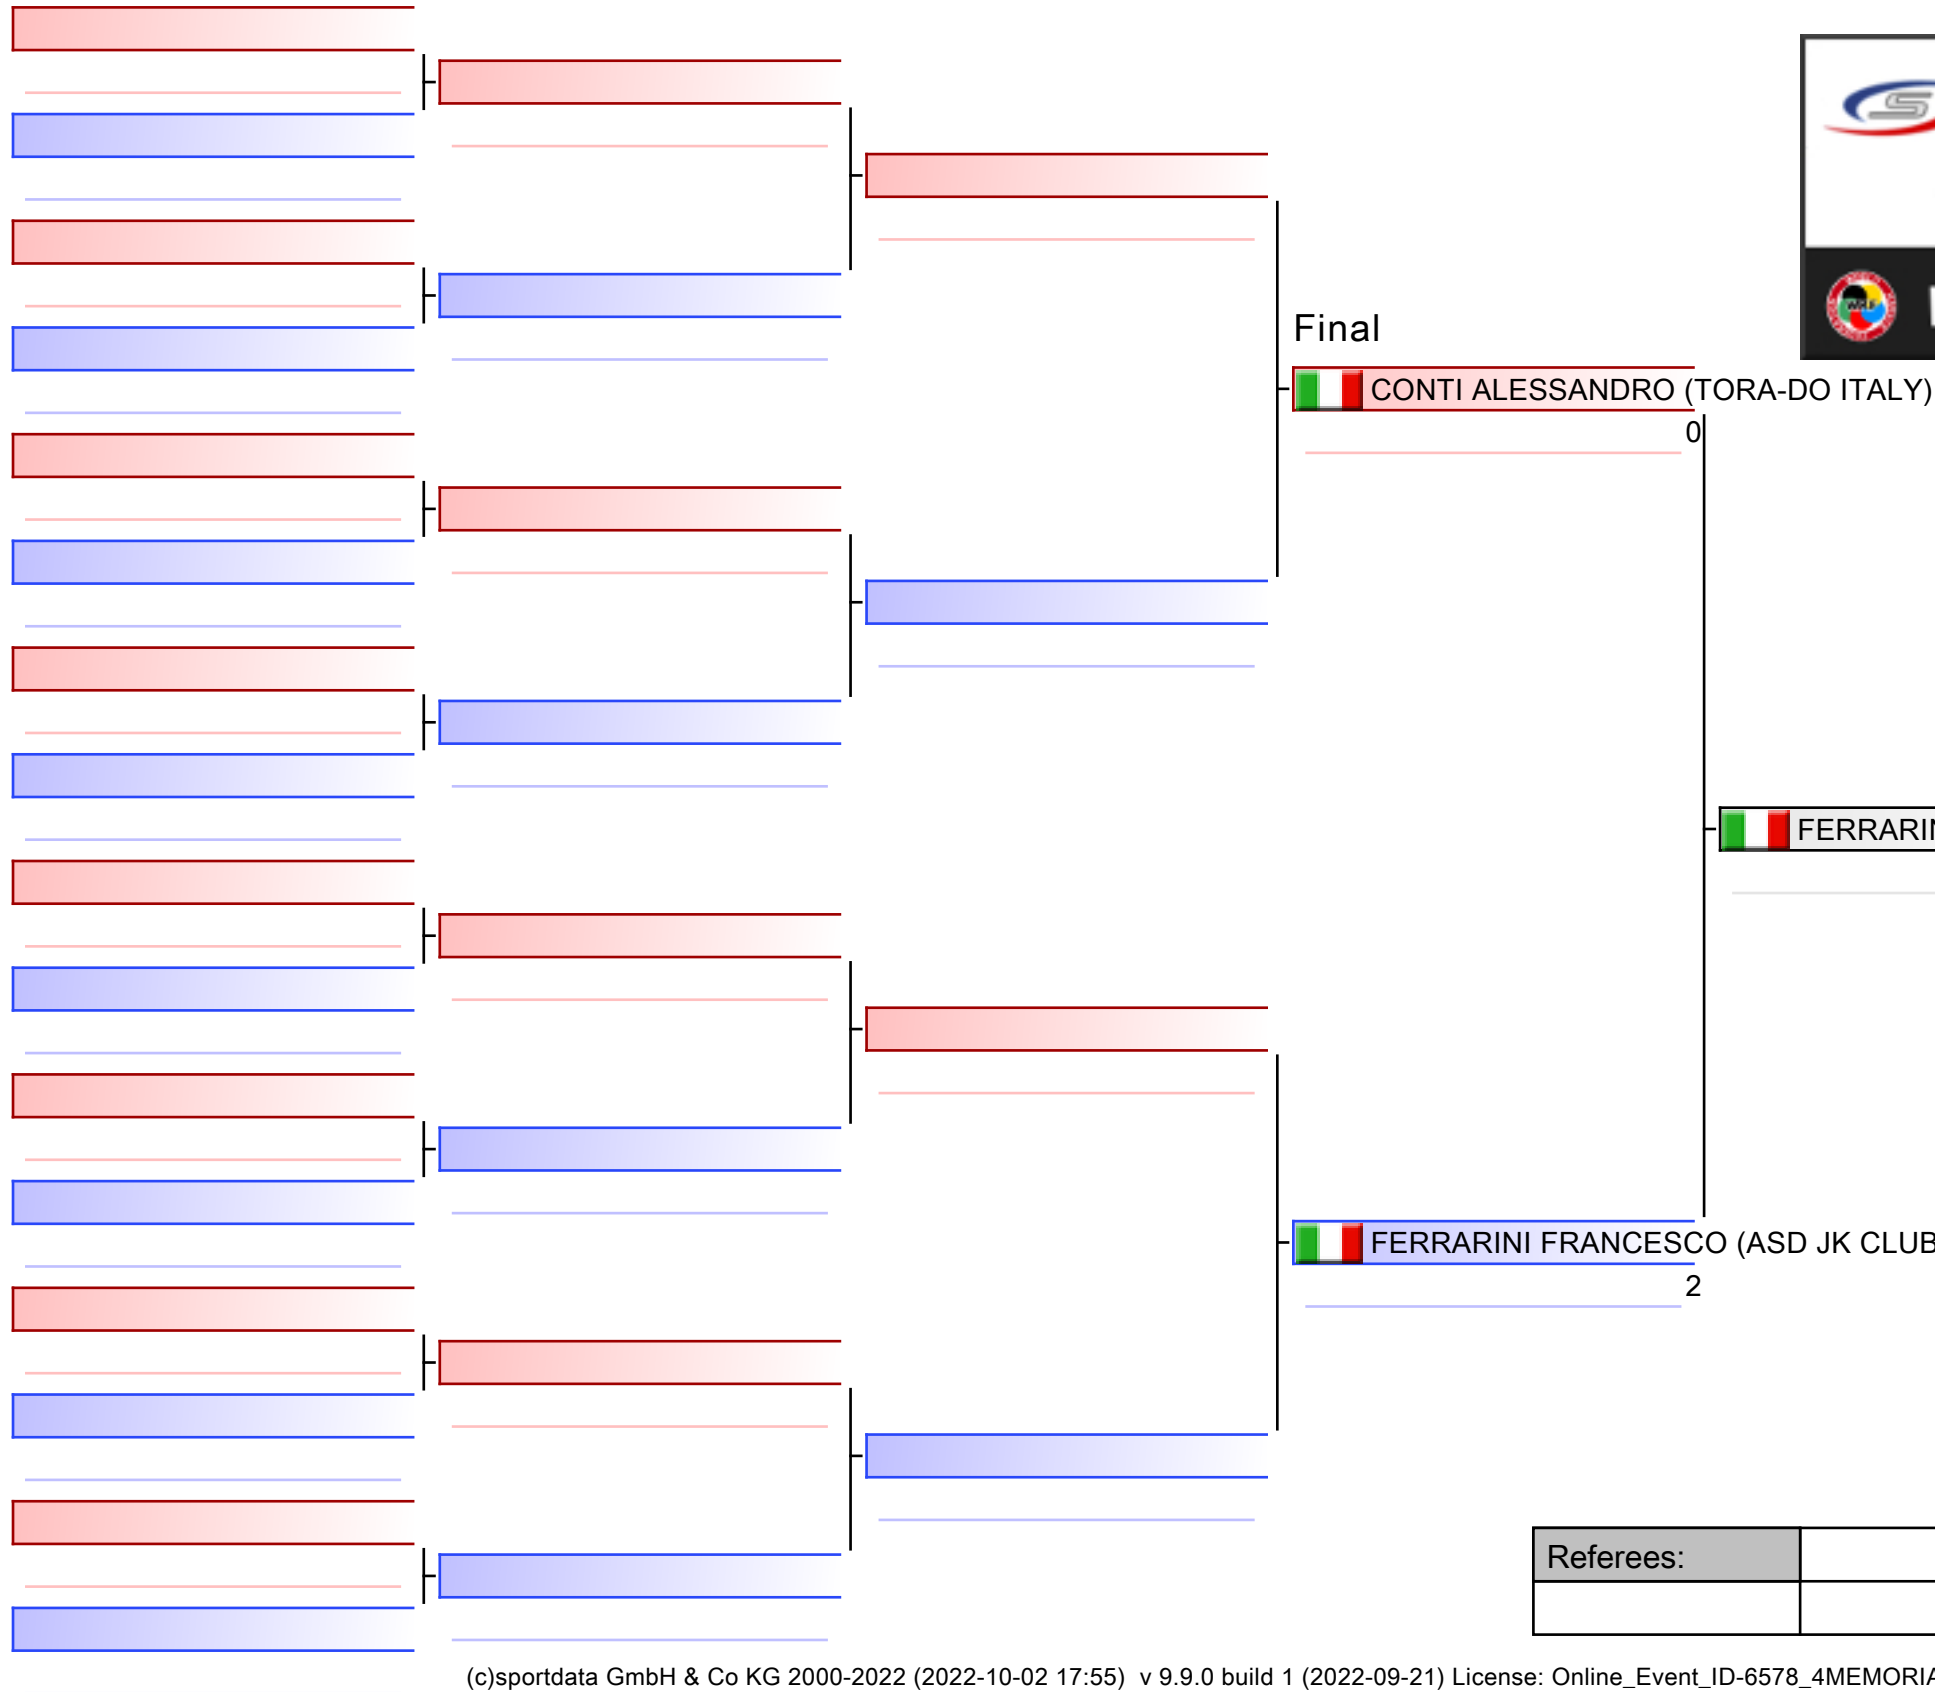 Final
CONTI ALESSANDRO (TORA-DO ITALY)
0
FERRARINI FRANCESCO (ASD JK CLUB
2
Referees:
(c)sportdata GmbH & Co KG 2000-2022 (2022-10-02 17:55) v 9.9.0 build 1 (2022-09-21) License: Online_Event_ID-6578_4MEMORIA